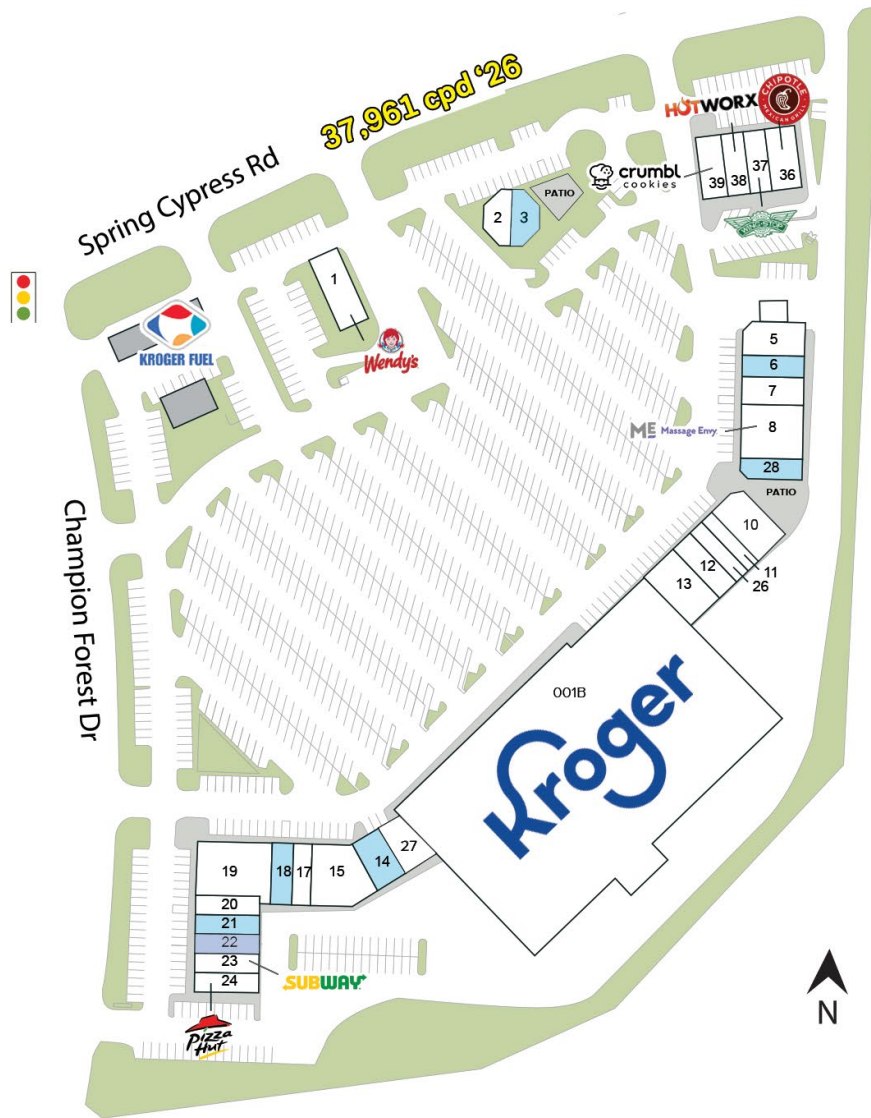 37,961 cpd ‘26
Spring Cypress Rd
HOTWORX
CHIPOTLE
MEXICAN GRILL
crumbl
cookies
39
38
37
36
WINGSTOP
PATIO
2
3
1
Wendy's
KROGER FUEL
5
6
7
8
ME Massage Envy
28
PATIO
10
11
26
12
13
Champion Forest Dr
001B
Kroger
27
14
15
17
18
19
20
21
22
23
24
SUBWAY
Pizza
Hut
N